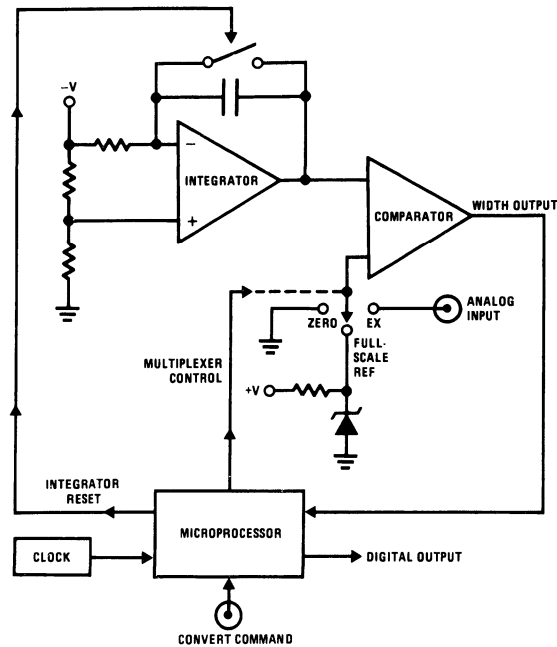 –V
–
INTEGRATOR
+
COMPARATOR
WIDTH OUTPUT
ANALOG
INPUT
ZERO
EX
FULL-
SCALE
REF
MULTIPLEXER
CONTROL
+V
INTEGRATOR
RESET
MICROPROCESSOR
CLOCK
DIGITAL OUTPUT
CONVERT COMMAND